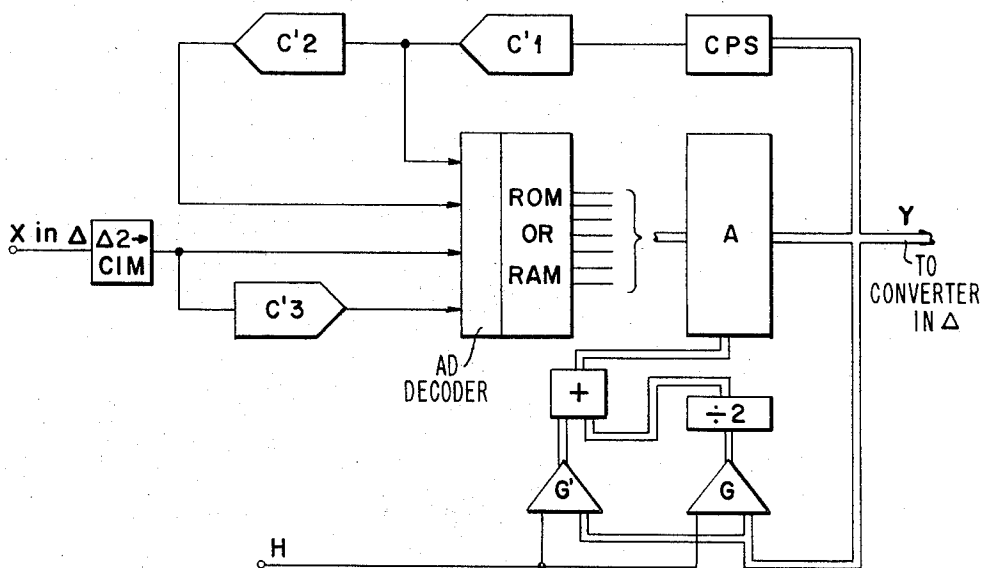 C'2
C'1
CPS
X in Δ
Δ2→
CIM
C'3
ROM
OR
RAM
A
Y
TO
CONVERTER
IN Δ
AD
DECODER
+
÷2
G'
G
H